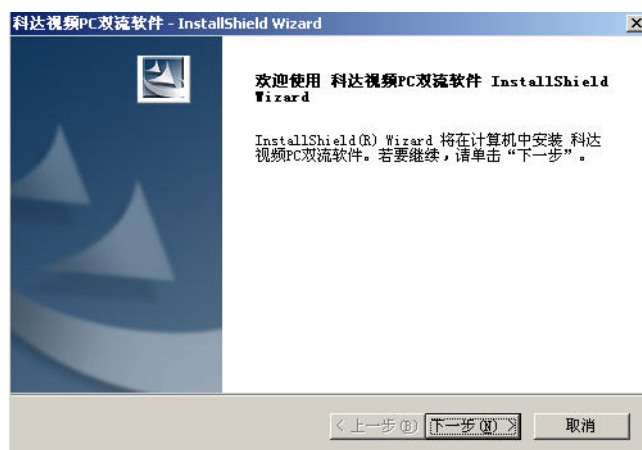 科达视频PC双流软件 - InstallShield Wizard
欢迎使用 科达视频PC双流软件 InstallShield
Wizard
InstallShield(R) Wizard 将在计算机中安装 科达
视频PC双流软件。若要继续，请单击“下一步”。
< 上一步(B) 下一步(N) > 取消